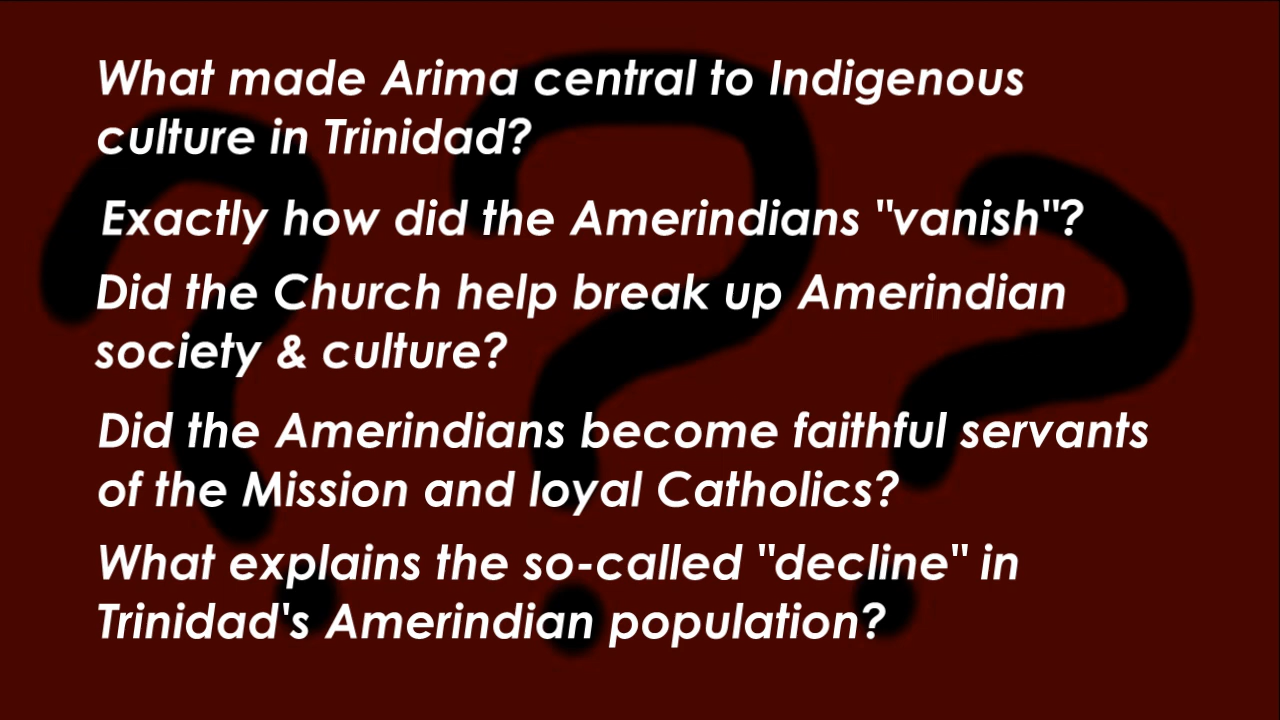 What made Arima central to Indigenous
culture in Trinidad?
Exactly how did the Amerindians "vanish"?
Did the Church help break up Amerindian
society & culture?
Did the Amerindians become faithful servants
of the Mission and loyal Catholics?
What explains the so-called "decline" in
Trinidad's Amerindian population?